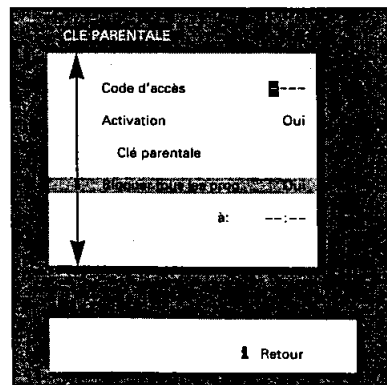 CLE PARENTALE
Code d'accès ----
Activation Oui
Clé parentale
Bloquer tous les prog. Oui
à: --:--
i Retour